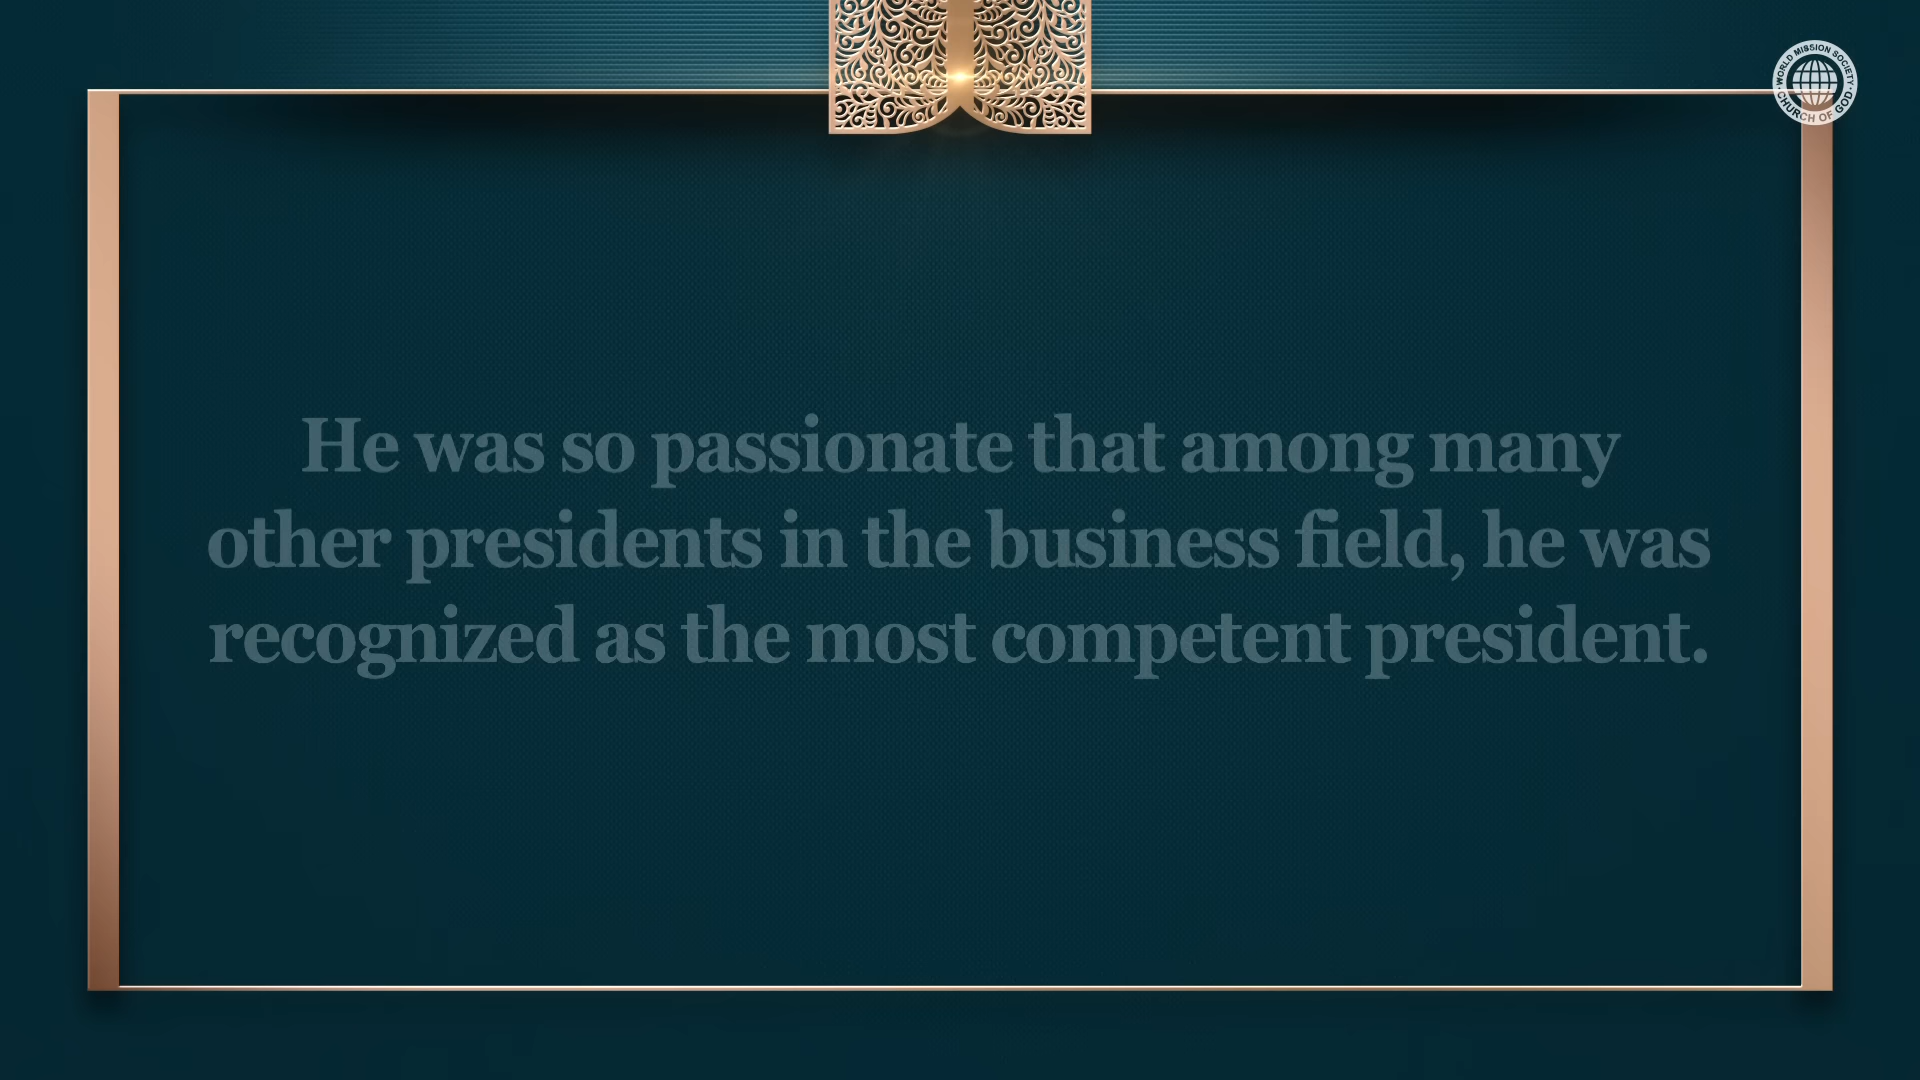 WORLD MISSION SOCIETY
CHURCH OF GOD
He was so passionate that among many
other presidents in the business field, he was
recognized as the most competent president.